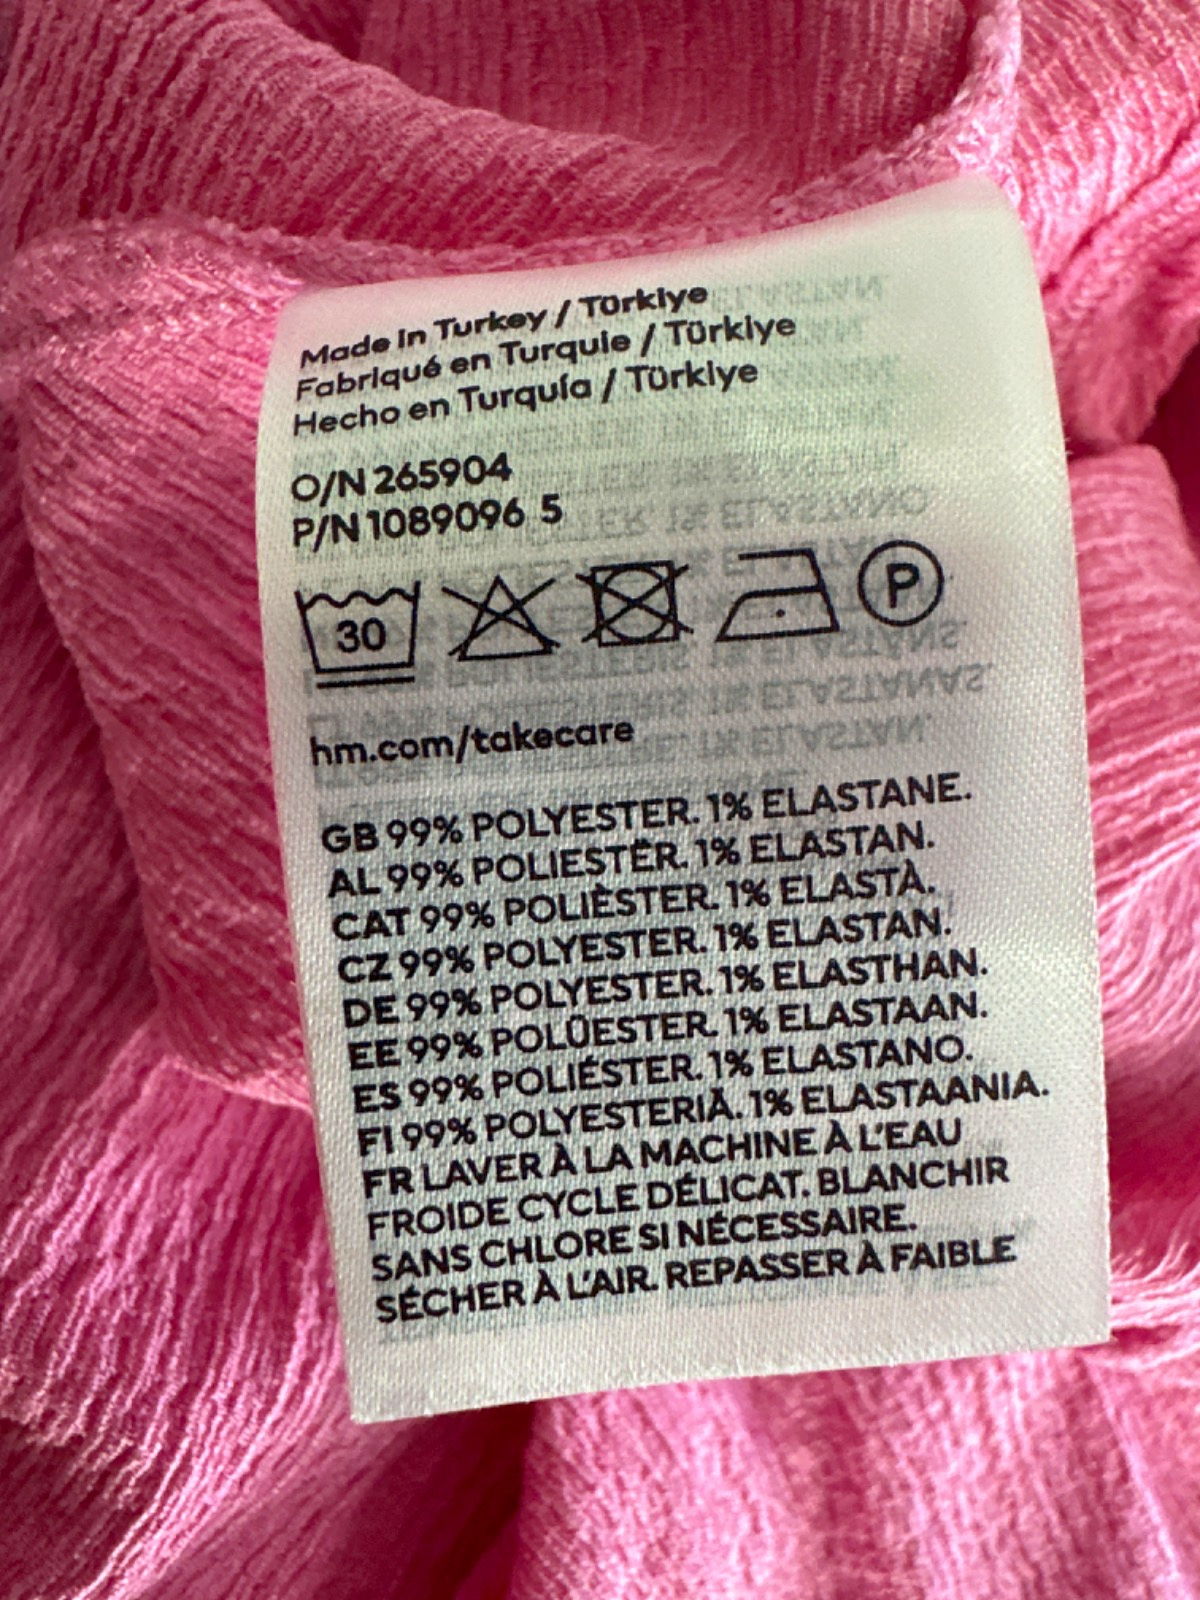 Made in Turkey / Türkiye
Fabriqué en Turquie / Türkiye
Hecho en Turquía / Türkiye
O/N 265904
P/N 1089096 5
30
P
hm.com/takecare
GB 99% POLYESTER. 1% ELASTANE.
AL 99% POLIESTËR. 1% ELASTAN.
CAT 99% POLIÈSTER. 1% ELASTÀ.
CZ 99% POLYESTER. 1% ELASTAN.
DE 99% POLYESTER. 1% ELASTHAN.
EE 99% POLÜESTER. 1% ELASTAAN.
ES 99% POLIÉSTER. 1% ELASTANO.
FI 99% POLYESTERIÄ. 1% ELASTAANIA.
FR LAVER À LA MACHINE À L'EAU
FROIDE CYCLE DÉLICAT. BLANCHIR
SANS CHLORE SI NÉCESSAIRE.
SÉCHER À L'AIR. REPASSER À FAIBLE